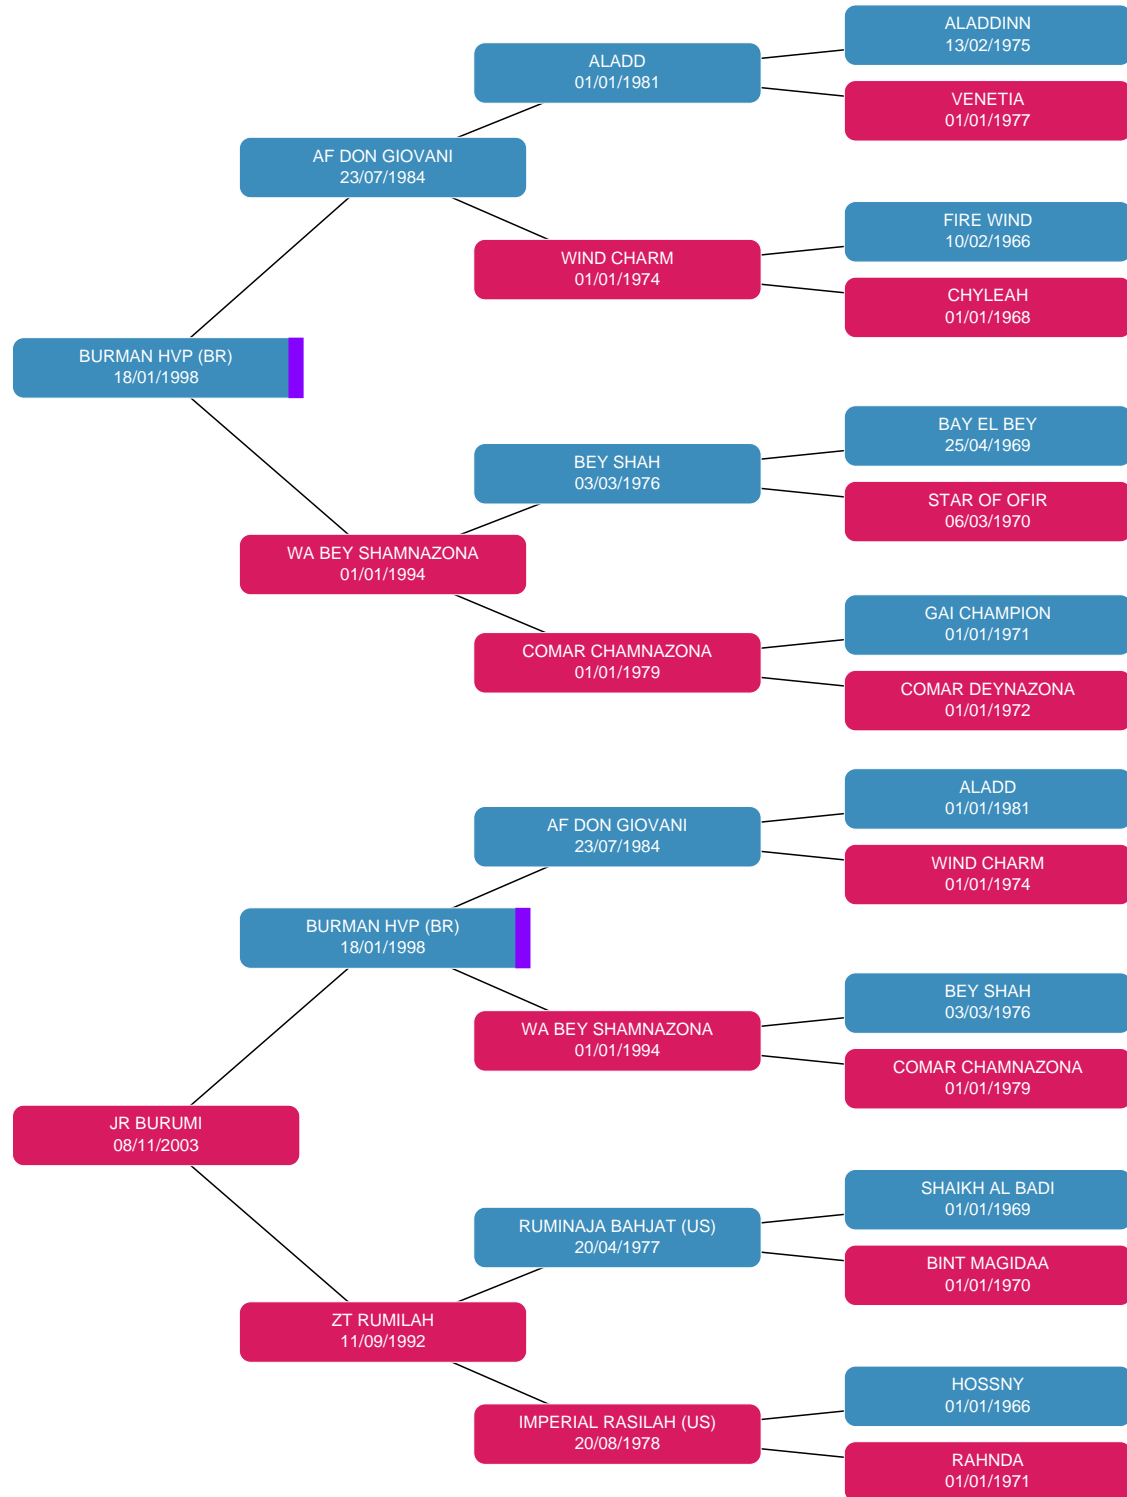 ALADDINN
13/02/1975
ALADD
01/01/1981
VENETIA
01/01/1977
AF DON GIOVANI
23/07/1984
FIRE WIND
10/02/1966
WIND CHARM
01/01/1974
CHYLEAH
01/01/1968
BURMAN HVP (BR)
18/01/1998
BAY EL BEY
25/04/1969
BEY SHAH
03/03/1976
STAR OF OFIR
06/03/1970
WA BEY SHAMNAZONA
01/01/1994
GAI CHAMPION
01/01/1971
COMAR CHAMNAZONA
01/01/1979
COMAR DEYNAZONA
01/01/1972
ALADD
01/01/1981
AF DON GIOVANI
23/07/1984
WIND CHARM
01/01/1974
BURMAN HVP (BR)
18/01/1998
BEY SHAH
03/03/1976
WA BEY SHAMNAZONA
01/01/1994
COMAR CHAMNAZONA
01/01/1979
JR BURUMI
08/11/2003
SHAIKH AL BADI
01/01/1969
RUMINAJA BAHJAT (US)
20/04/1977
BINT MAGIDAA
01/01/1970
ZT RUMILAH
11/09/1992
HOSSNY
01/01/1966
IMPERIAL RASILAH (US)
20/08/1978
RAHNDA
01/01/1971